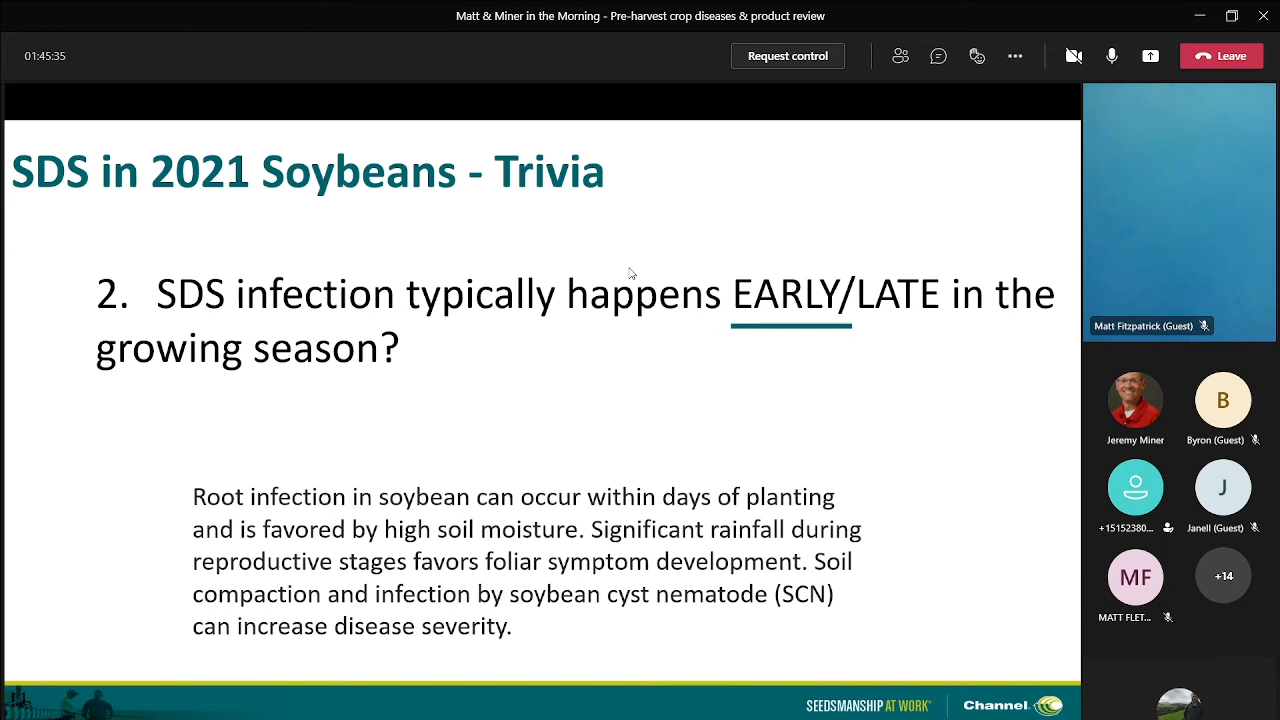 Matt & Miner in the Morning - Pre-harvest crop diseases & product review
01:45:35
Request control
Leave
SDS in 2021 Soybeans - Trivia
2. SDS infection typically happens EARLY/LATE in the
growing season?
Root infection in soybean can occur within days of planting
and is favored by high soil moisture. Significant rainfall during
reproductive stages favors foliar symptom development. Soil
compaction and infection by soybean cyst nematode (SCN)
can increase disease severity.
SEEDSMANSHIP AT WORK®
Channel.
Matt Fitzpatrick (Guest)
B
Jeremy Miner
Byron (Guest)
J
+15152380...
Janell (Guest)
MF
+14
MATT FLET...